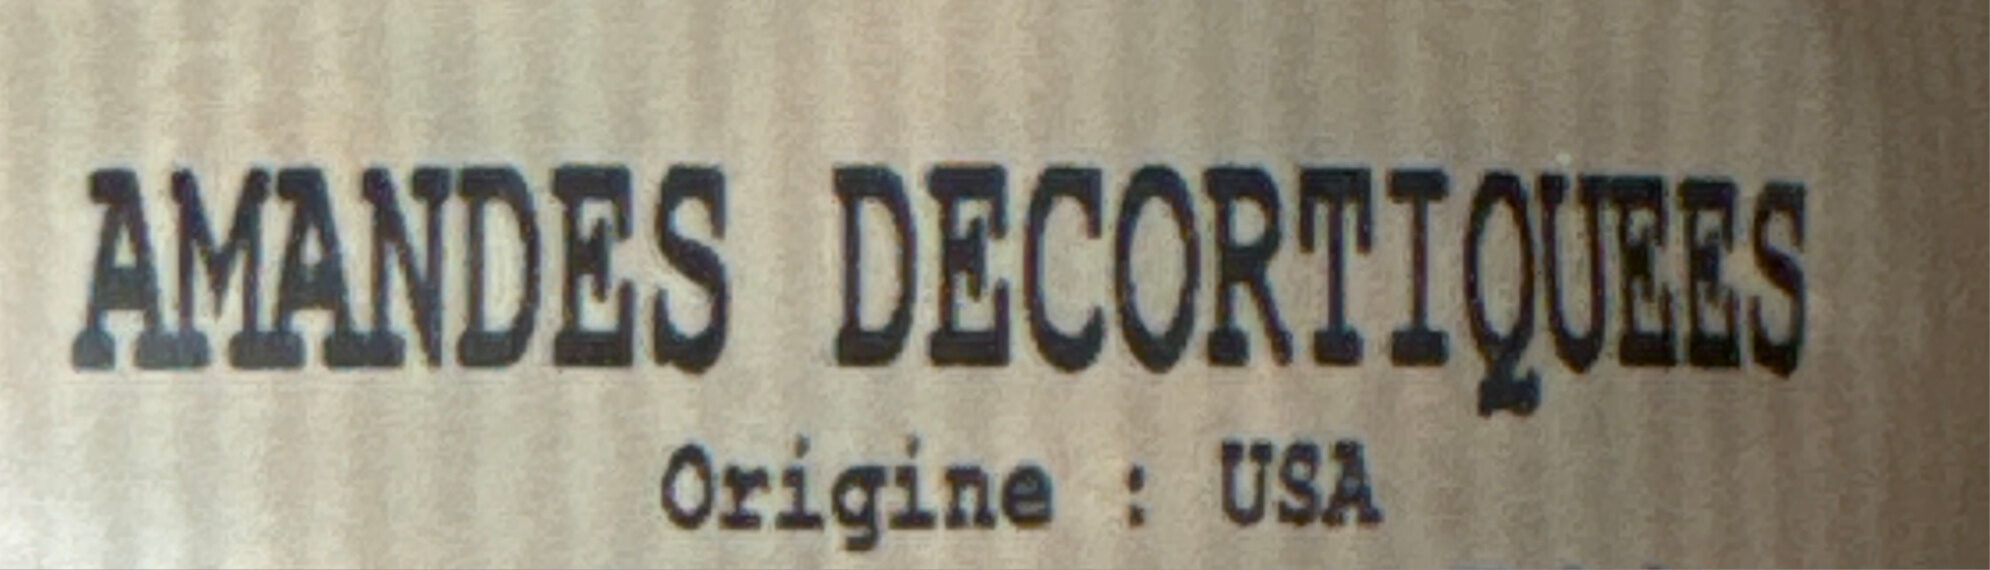 AMANDES DECORTIQUEES
Origine : USA